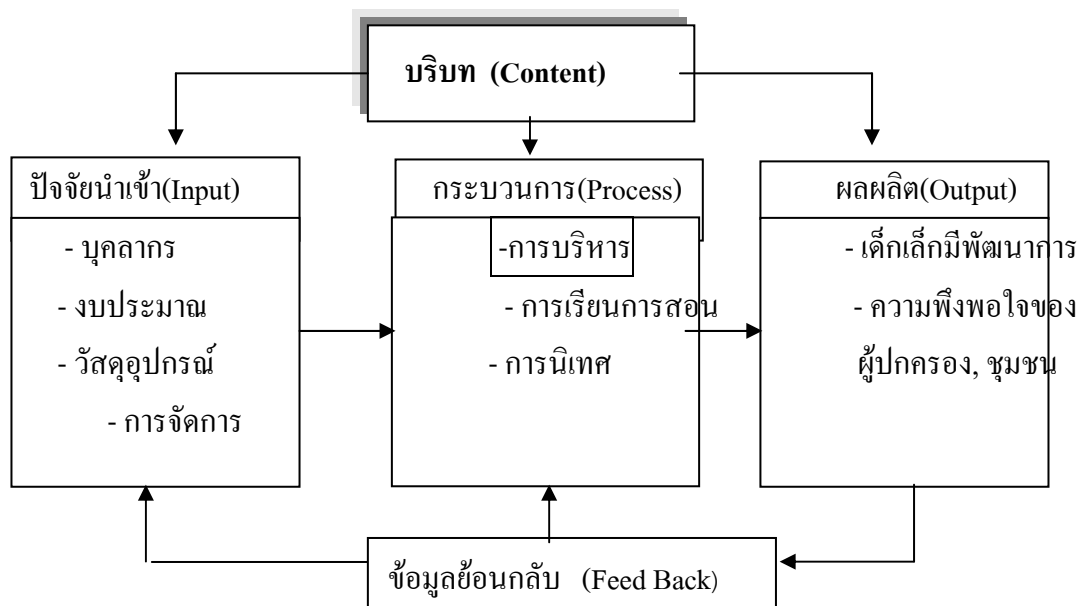 บริบท (Content)
ปัจจัยนำเข้า(Input)
- บุคลากร
- งบประมาณ
- วัสดุอุปกรณ์
- การจัดการ
กระบวนการ(Process)
-การบริหาร
- การเรียนการสอน
- การนิเทศ
ผลผลิต(Output)
- เด็กเล็กมีพัฒนาการ
- ความพึงพอใจของ
ผู้ปกครอง, ชุมชน
ข้อมูลย้อนกลับ (Feed Back)